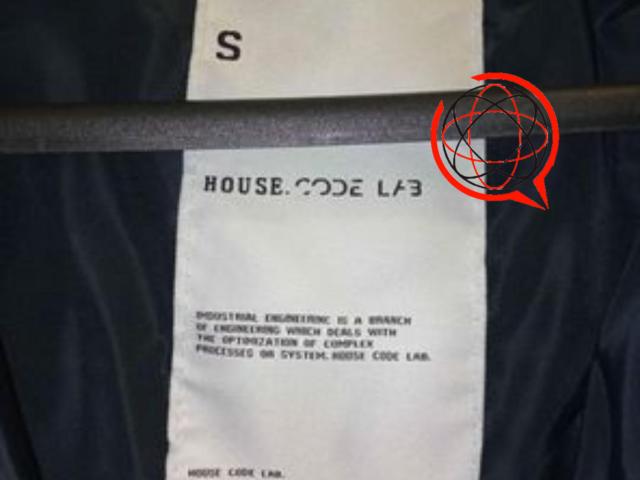 S
HOUSE.CODE LAB
INDUSTRIAL ENGINEERING IS A BRANCH
OF ENGINEERING WHICH DEALS WITH
THE OPTIMIZATION OF COMPLEX
PROCESSES OR SYSTEM. HOUSE CODE LAB.
HOUSE CODE LAB.